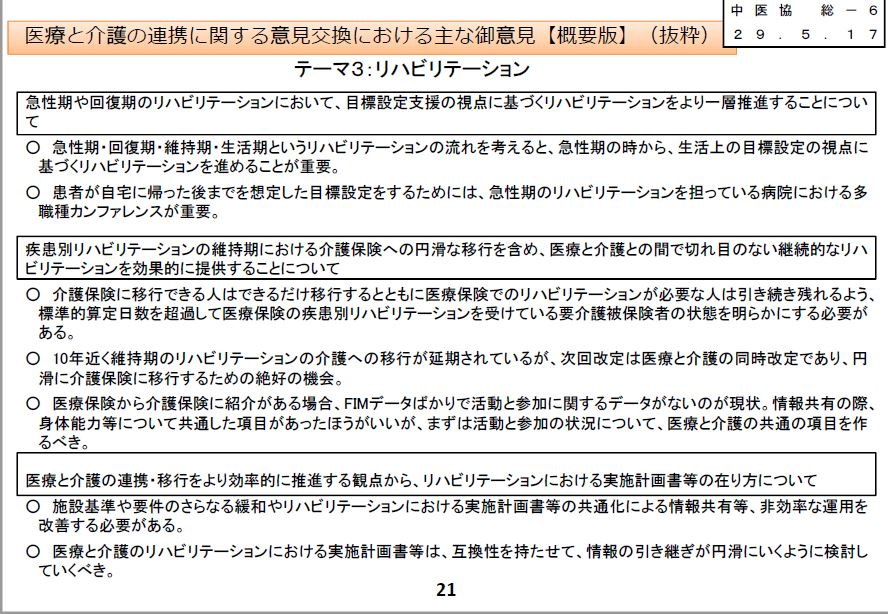 中医協 総－6
29．5．17
医療と介護の連携に関する意見交換における主な御意見【概要版】（抜粋）
テーマ3：リハビリテーション
急性期や回復期のリハビリテーションにおいて、目標設定支援の視点に基づくリハビリテーションをより一層推進することについ
て
○ 急性期・回復期・維持期・生活期というリハビリテーションの流れを考えると、急性期の時から、生活上の目標設定の視点に
基づくリハビリテーションを進めることが重要。
○ 患者が自宅に帰った後までを想定した目標設定をするためには、急性期のリハビリテーションを担っている病院における多
職種カンファレンスが重要。
疾患別リハビリテーションの維持期における介護保険への円滑な移行を含め、医療と介護との間で切れ目のない継続的なリハ
ビリテーションを効果的に提供することについて
○ 介護保険に移行できる人はできるだけ移行するとともに医療保険でのリハビリテーションが必要な人は引き続き残れるよう、
標準的算定日数を超過して医療保険の疾患別リハビリテーションを受けている要介護被保険者の状態を明らかにする必要が
ある。
○ 10年近く維持期のリハビリテーションの介護への移行が延期されているが、次回改定は医療と介護の同時改定であり、円
滑に介護保険に移行するための絶好の機会。
○ 医療保険から介護保険に紹介がある場合、FIMデータばかりで活動と参加に関するデータがないのが現状。情報共有の際、
身体能力等について共通した項目があったほうがいいが、まずは活動と参加の状況について、医療と介護の共通の項目を作
るべき。
医療と介護の連携・移行をより効率的に推進する観点から、リハビリテーションにおける実施計画書等の在り方について
○ 施設基準や要件のさらなる緩和やリハビリテーションにおける実施計画書等の共通化による情報共有等、非効率な運用を
改善する必要がある。
○ 医療と介護のリハビリテーションにおける実施計画書等は、互換性を持たせて、情報の引き継ぎが円滑にいくように検討し
ていくべき。
21